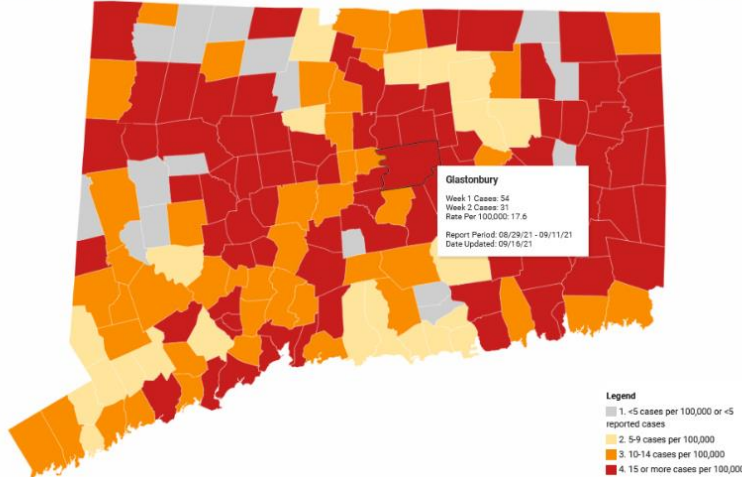 Glastonbury
Week 1 Cases: 54
Week 2 Cases: 31
Rate Per 100,000: 17.6
Report Period: 08/29/21 - 09/11/21
Date Updated: 09/16/21
Legend
1. <5 cases per 100,000 or <5
reported cases
2. 5-9 cases per 100,000
3. 10-14 cases per 100,000
4. 15 or more cases per 100,000